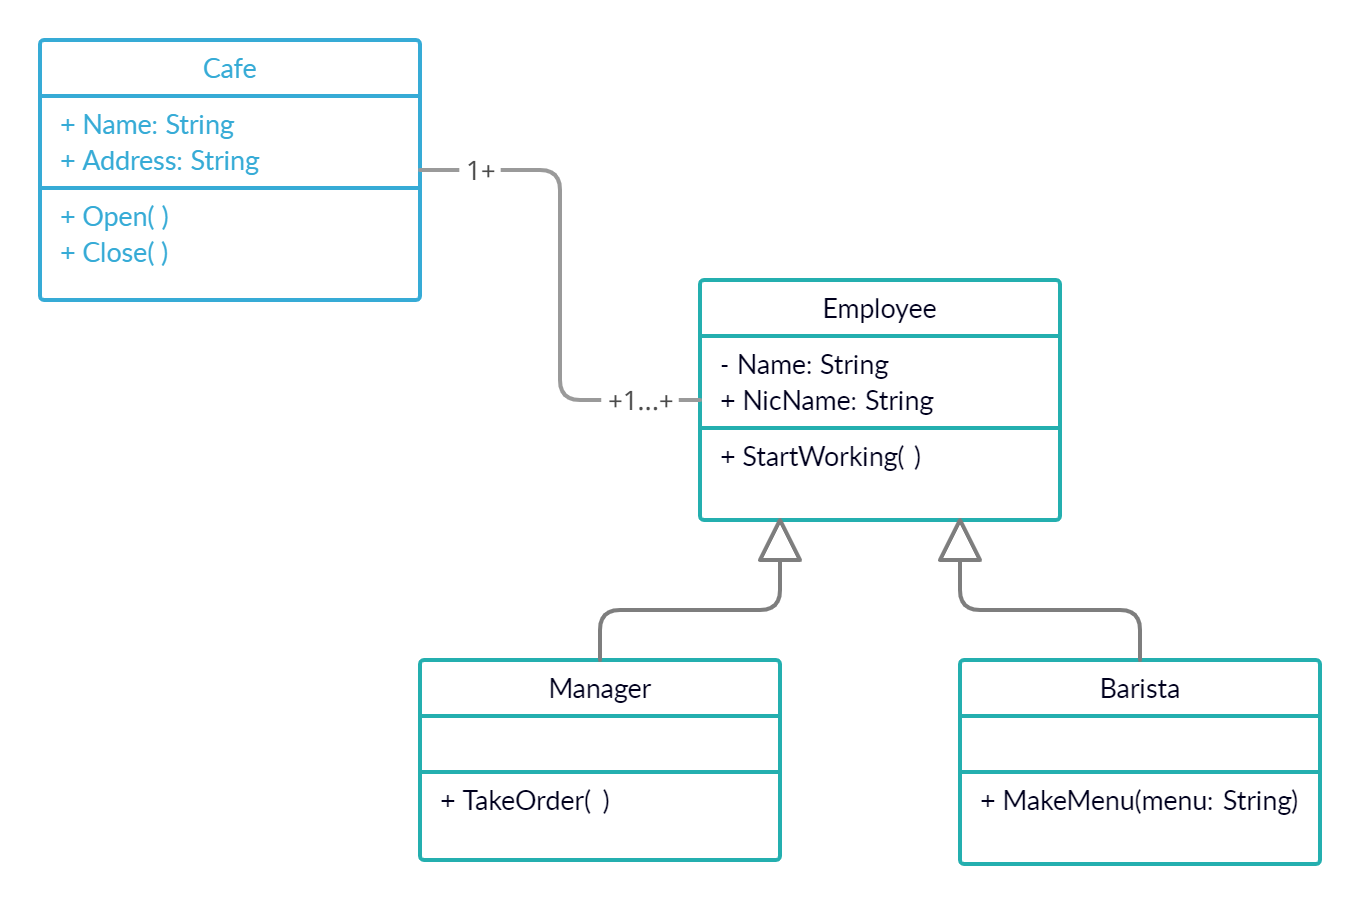 Cafe
+ Name: String
+ Address: String
1+
+ Open( )
+ Close( )
Employee
- Name: String
+1...+
+ NicName: String
+ StartWorking( )
Manager
Barista
+ TakeOrder( )
+ MakeMenu(menu: String)